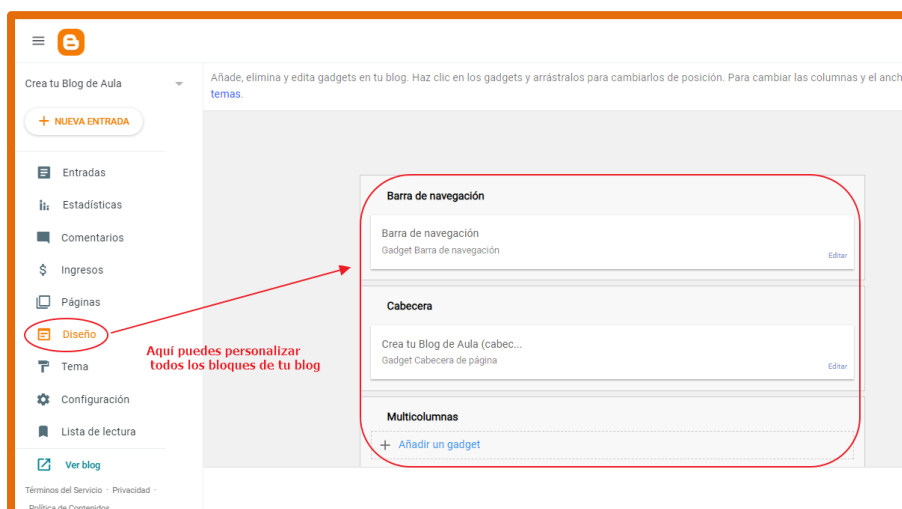 Crea tu Blog de Aula
Añade, elimina y edita gadgets en tu blog. Haz clic en los gadgets y arrástralos para cambiarlos de posición. Para cambiar las columnas y el anch
temas.
+ NUEVA ENTRADA
Entradas
Estadísticas
Comentarios
Ingresos
Páginas
Diseño
Tema
Configuración
Lista de lectura
Ver blog
Términos del Servicio · Privacidad ·
Política de Contenidos
Aquí puedes personalizar
todos los bloques de tu blog
Barra de navegación
Barra de navegación
Gadget Barra de navegación
Editar
Cabecera
Crea tu Blog de Aula (cabec...
Gadget Cabecera de página
Editar
Multicolumnas
+ Añadir un gadget